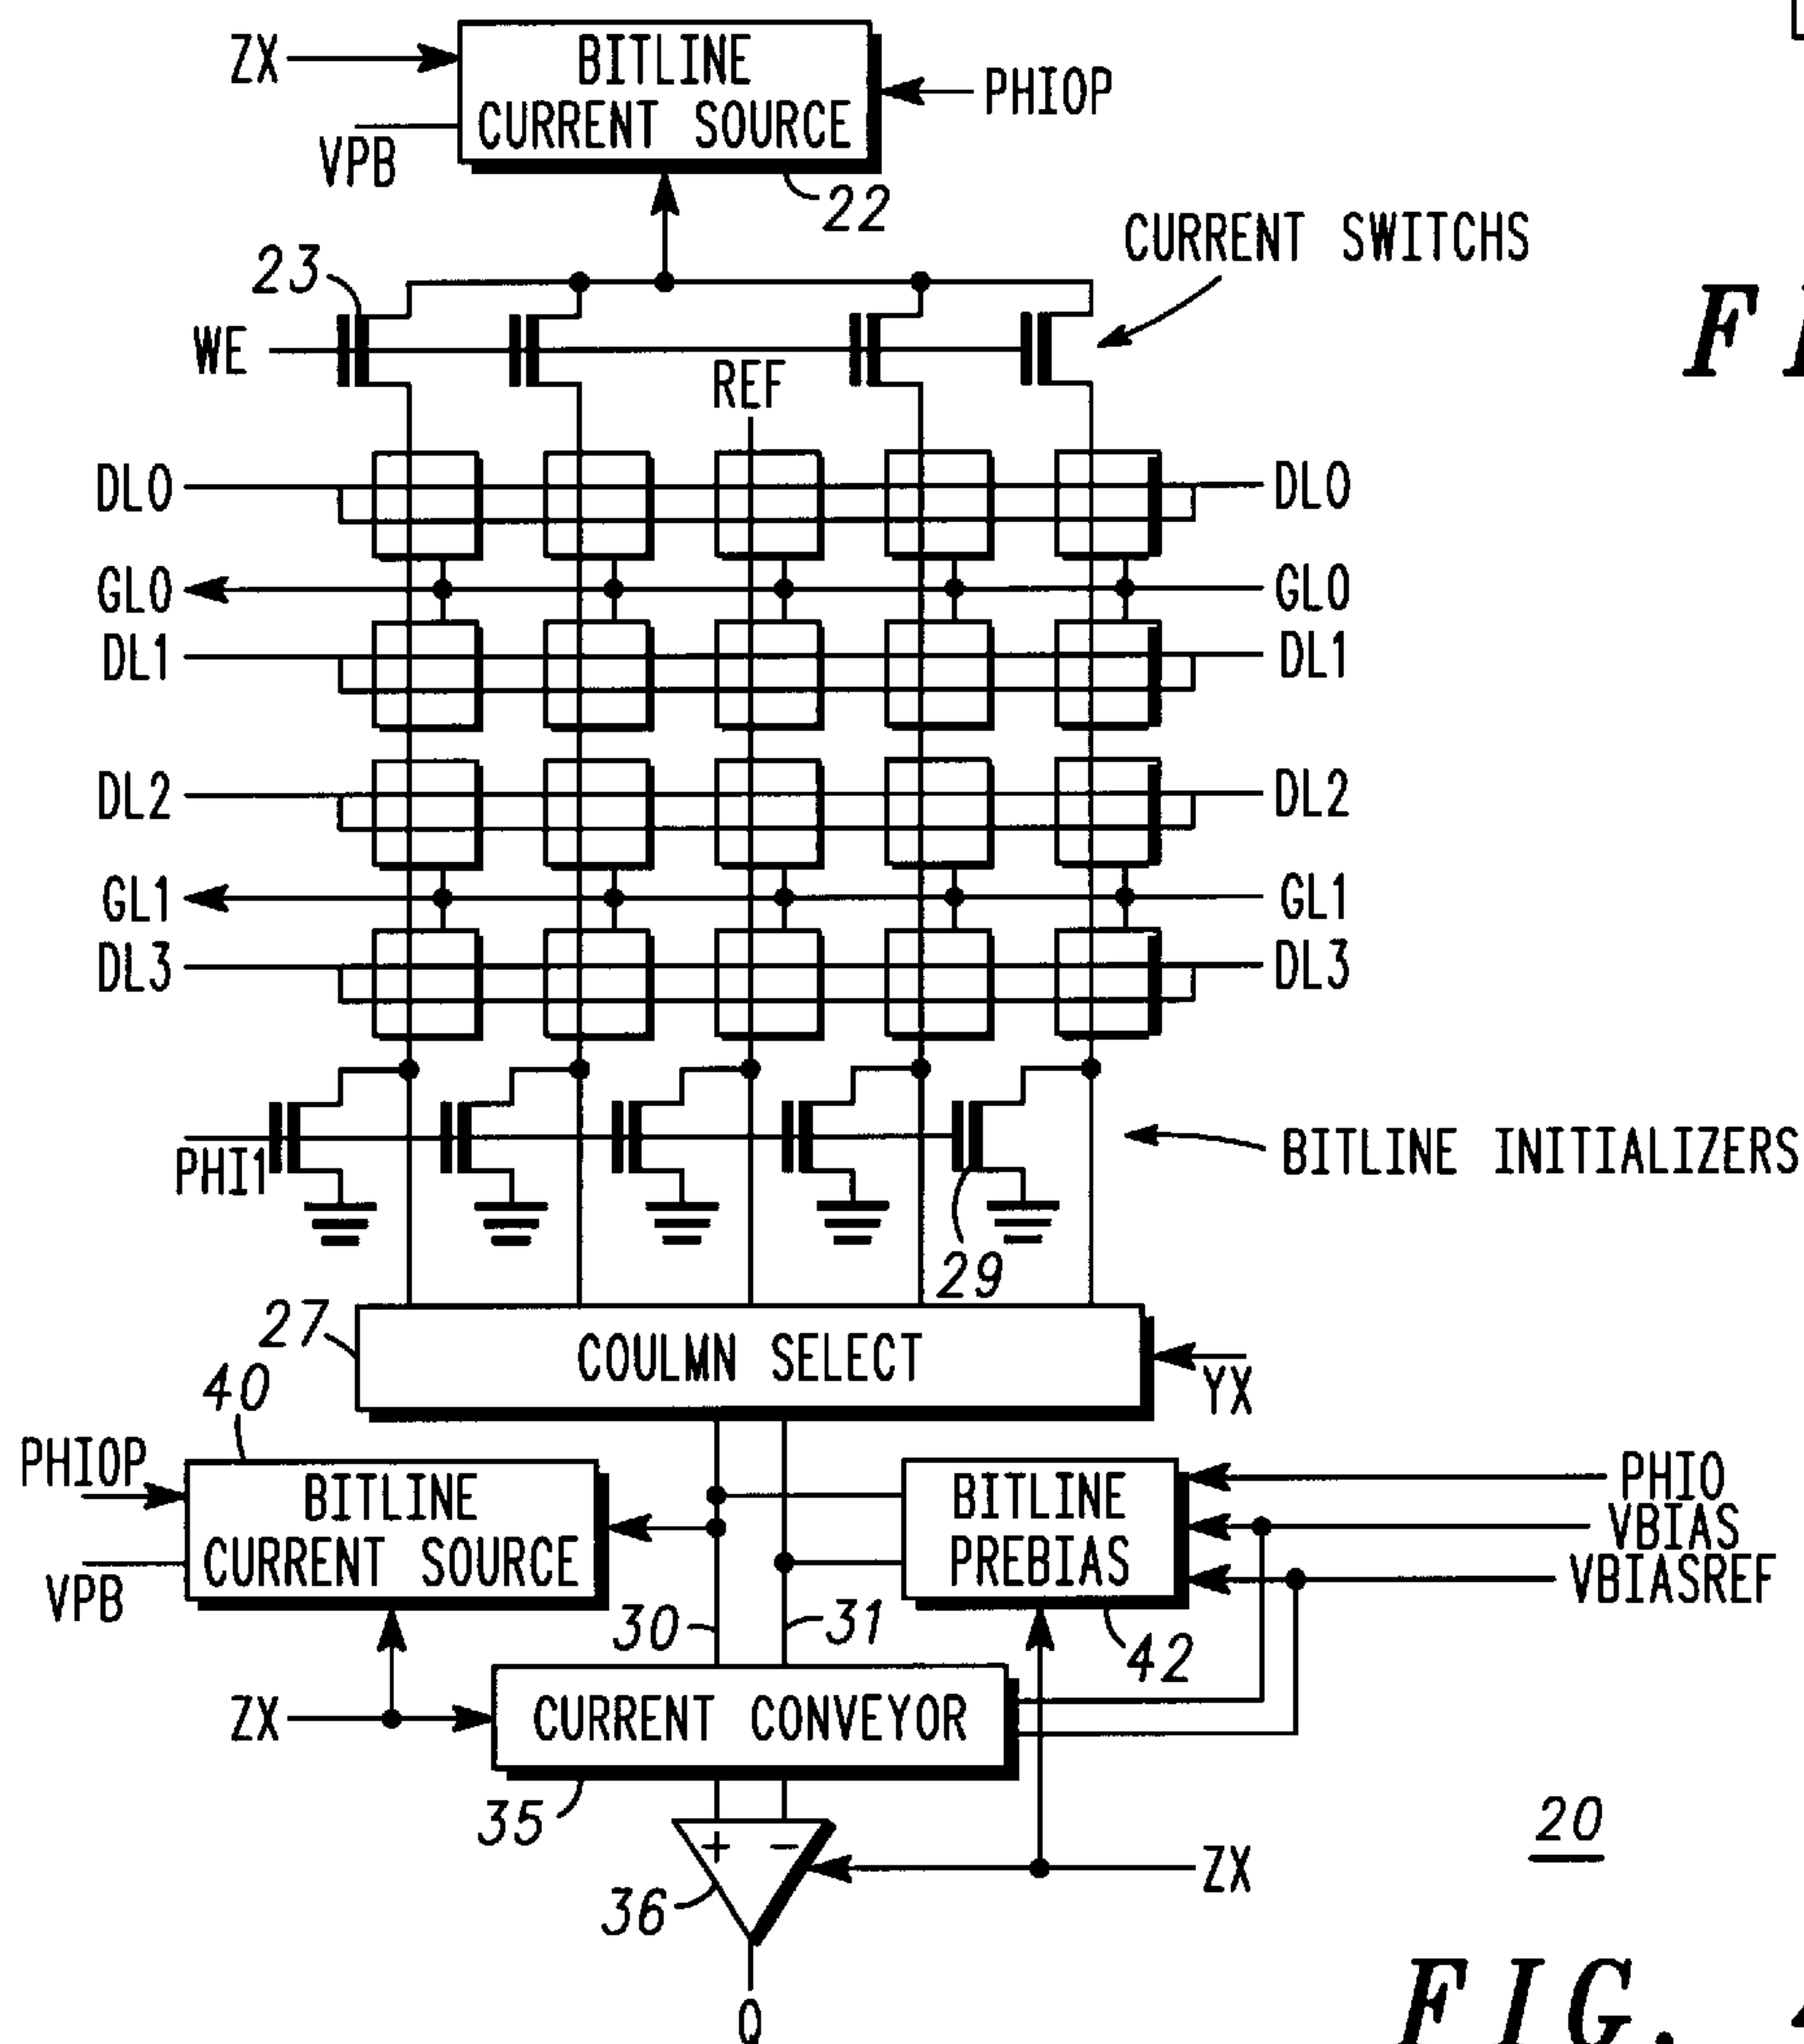 ZX
BITLINE
CURRENT SOURCE
PHIOP
VPB
22
CURRENT SWITCHS
23
WE
REF
DL0
DL0
GL0
GL0
DL1
DL1
DL2
DL2
GL1
GL1
DL3
DL3
PHI1
BITLINE INITIALIZERS
29
27
COULMN SELECT
YX
40
PHIOP
BITLINE
CURRENT SOURCE
VPB
BITLINE
PREBIAS
PHIO
VBIAS
VBIASREF
30
31
42
ZX
CURRENT CONVEYOR
35
+ −
ZX
36
20
Q
FIG.